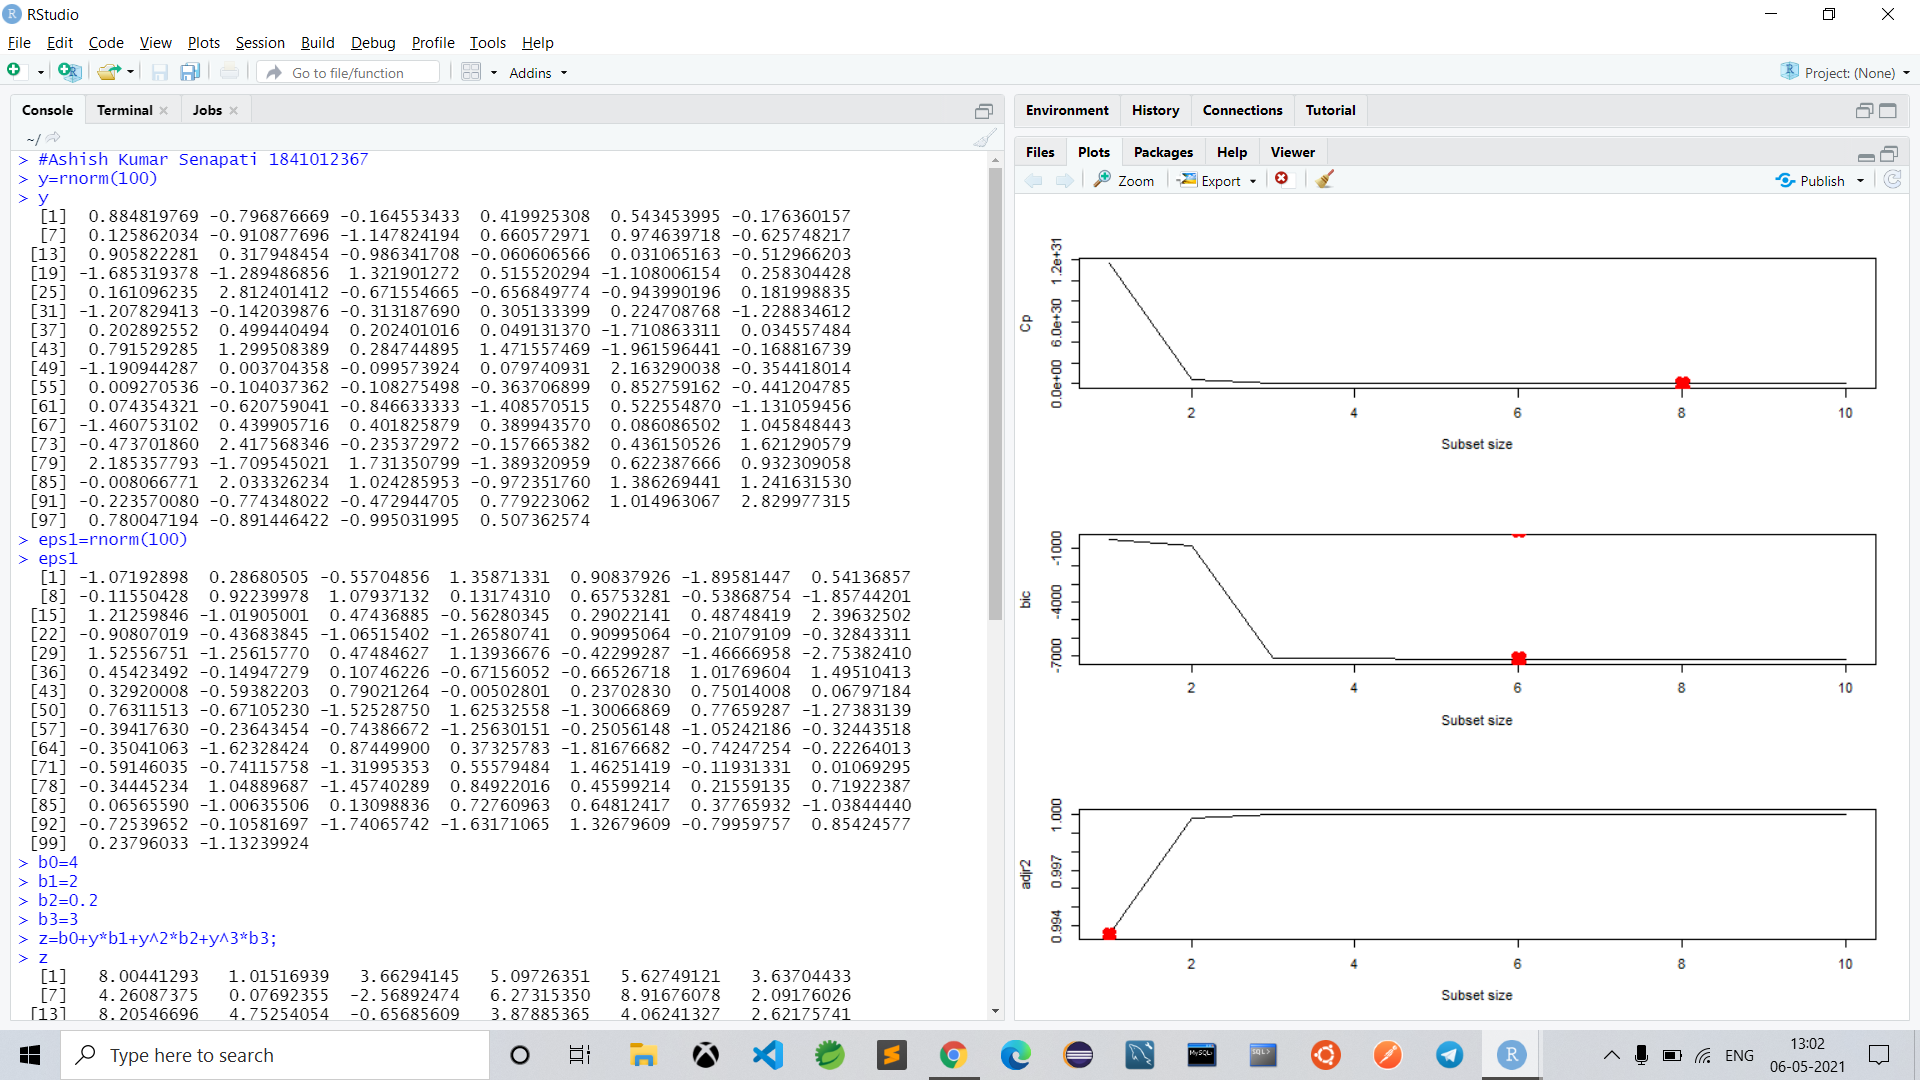 RStudio
File Edit Code View Plots Session Build Debug Profile Tools Help
Go to file/function Addins Project: (None)
Console Terminal Jobs
~/
> #Ashish Kumar Senapati 1841012367
> y=rnorm(100)
> y
[1] 0.884819769 -0.796876669 -0.164553433 0.419925308 0.543453995 -0.176360157
[7] 0.125862034 -0.910877696 -1.147824194 0.660572971 0.974639718 -0.625748217
[13] 0.905822281 0.317948454 -0.986341708 -0.060606566 0.031065163 -0.512966203
[19] -1.685319378 -1.289486856 1.321901272 0.515520294 -1.108006154 0.258304428
[25] 0.161096235 2.812401412 -0.671554665 -0.656849774 -0.943990196 0.181998835
[31] -1.207829413 -0.142039876 -0.313187690 0.305133399 0.224708768 -1.228834612
[37] 0.202892552 0.499440494 0.202401016 0.049131370 -1.710863311 0.034557484
[43] 0.791529285 1.299508389 0.284744895 1.471557469 -1.961596441 -0.168816739
[49] -1.190944287 0.003704358 -0.099573924 0.079740931 2.163290038 -0.354418014
[55] 0.009270536 -0.104037362 -0.108275498 -0.363706899 0.852759162 -0.441204785
[61] 0.074354321 -0.620759041 -0.846633333 -1.408570515 0.522554870 -1.131059456
[67] -1.460753102 0.439905716 0.401825879 0.389943570 0.086086502 1.045848443
[73] -0.473701860 2.417568346 -0.235372972 -0.157665382 0.436150526 1.621290579
[79] 2.185357793 -1.709545021 1.731350799 -1.389320959 0.622387666 0.932309058
[85] -0.008066771 2.033326234 1.024285953 -0.972351760 1.386269441 1.241631530
[91] -0.223570080 -0.774348022 -0.472944705 0.779223062 1.014963067 2.829977315
[97] 0.780047194 -0.891446422 -0.995031995 0.507362574
> eps1=rnorm(100)
> eps1
[1] -1.07192898 0.28680505 -0.55704856 1.35871331 0.90837926 -1.89581447 0.54136857
[8] -0.11550428 0.92239978 1.07937132 0.13174310 0.65753281 -0.53868754 -1.85744201
[15] 1.21259846 -1.01905001 0.47436885 -0.56280345 0.29022141 0.48748419 2.39632502
[22] -0.90807019 -0.43683845 -1.06515402 -1.26580741 0.90995064 -0.21079109 -0.32843311
[29] 1.52556751 -1.25615770 0.47484627 1.13936676 -0.42299287 -1.46666958 -2.75382410
[36] 0.45423492 -0.14947279 0.10746226 -0.67156052 -0.66526718 1.01769604 1.49510413
[43] 0.32920008 -0.59382203 0.79021264 -0.00502801 0.23702830 0.75014008 0.06797184
[50] 0.76311513 -0.67105230 -1.52528750 1.62532558 -1.30066869 0.77659287 -1.27383139
[57] -0.39417630 -0.23643454 -0.74386672 -1.25630151 -0.25056148 -1.05242186 -0.32443518
[64] -0.35041063 -1.62328424 0.87449900 0.37325783 -1.81676682 -0.74247254 -0.22264013
[71] -0.59146035 -0.74115758 -1.31995353 0.55579484 1.46251419 -0.11931331 0.01069295
[78] -0.34445234 1.04889687 -1.45740289 0.84922016 0.45599214 0.21559135 0.71922387
[85] 0.06565590 -1.00635506 0.13098836 0.72760963 0.64812417 0.37765932 -1.03844440
[92] -0.72539652 -0.10581697 -1.74065742 -1.63171065 1.32679609 -0.79959757 0.85424577
[99] 0.23796033 -1.13239924
> b0=4
> b1=2
> b2=0.2
> b3=3
> z=b0+y*b1+y^2*b2+y^3*b3;
> z
[1] 8.00441293 1.01516939 3.66294145 5.09726351 5.62749121 3.63704433
[7] 4.26087375 0.07692355 -2.56892474 6.27315350 8.91676078 2.09176026
[13] 8.20546696 4.75254054 -0.65685609 3.87885365 4.06241327 2.62175741
Environment History Connections Tutorial
Files Plots Packages Help Viewer
Zoom Export Publish
Cp
0.0e+00 6.0e+30 1.2e+31
2 4 6 8 10
Subset size
bic
-7000 -4000 -1000
2 4 6 8 10
Subset size
adjr2
0.994 0.997 1.000
2 4 6 8 10
Subset size
Type here to search
MySQL
SQL>
R
ENG
13:02
06-05-2021